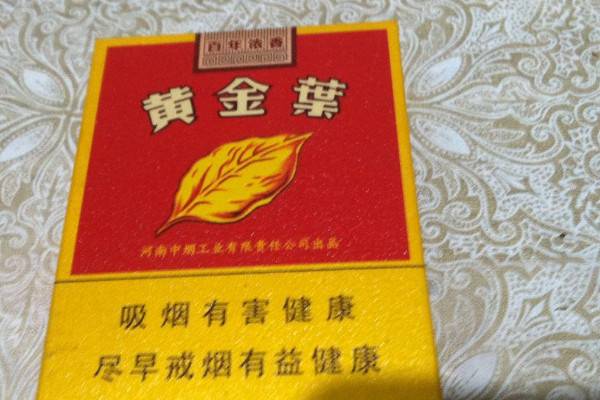 百年浓香
黄金葉
河南中烟工业有限责任公司出品
吸烟有害健康
尽早戒烟有益健康